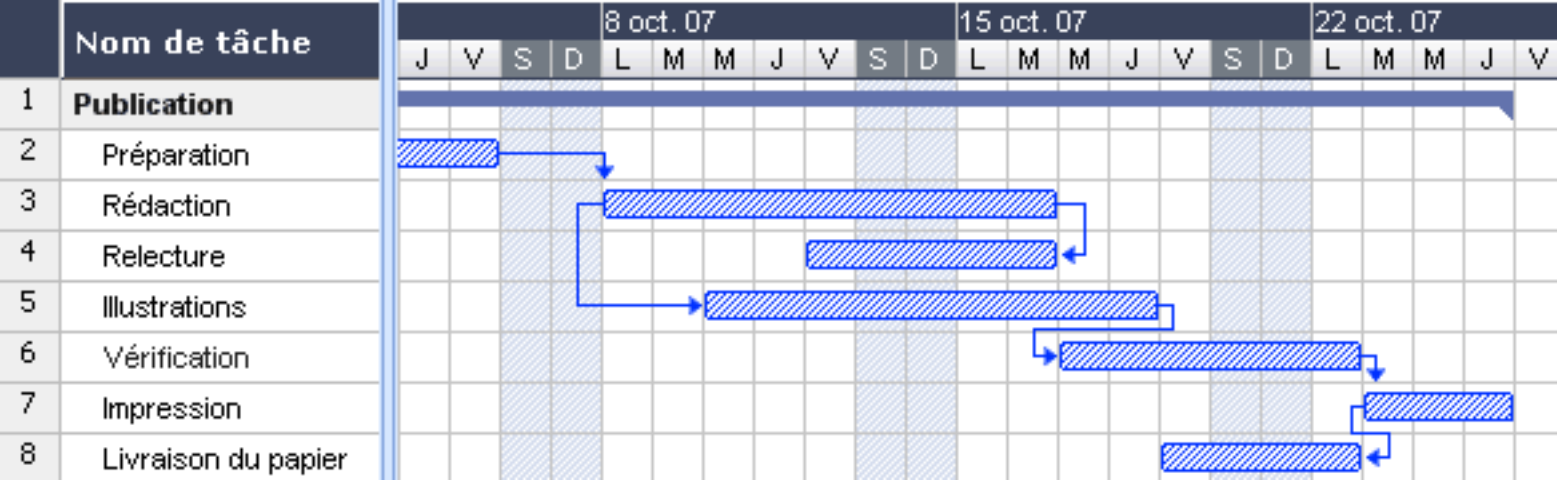 Nom de tâche
8 oct. 07 15 oct. 07 22 oct. 07
J V S D L M M J V S D L M M J V S D L M M J V
1 Publication
2 Préparation
3 Rédaction
4 Relecture
5 Illustrations
6 Vérification
7 Impression
8 Livraison du papier